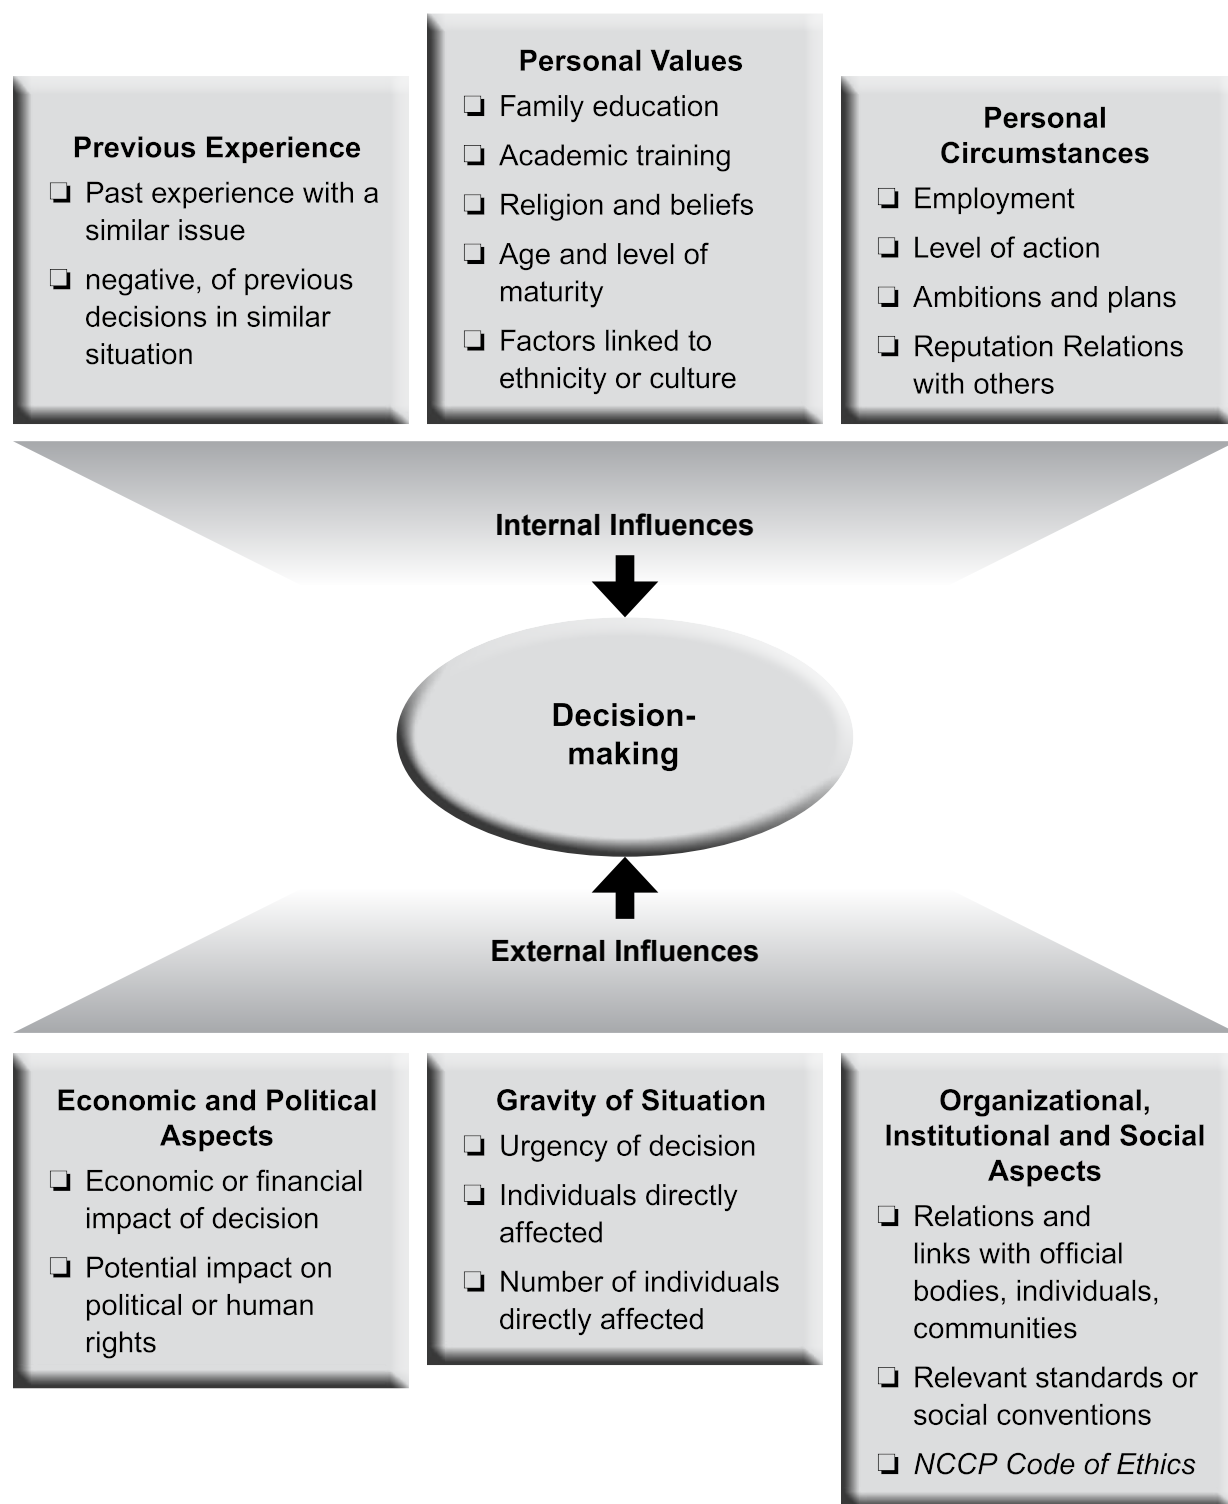 Previous Experience
❏ Past experience with a
similar issue
❏ negative, of previous
decisions in similar
situation
Personal Values
❏ Family education
❏ Academic training
❏ Religion and beliefs
❏ Age and level of
maturity
❏ Factors linked to
ethnicity or culture
Personal
Circumstances
❏ Employment
❏ Level of action
❏ Ambitions and plans
❏ Reputation Relations
with others
Internal Influences
Decision-
making
External Influences
Economic and Political
Aspects
❏ Economic or financial
impact of decision
❏ Potential impact on
political or human
rights
Gravity of Situation
❏ Urgency of decision
❏ Individuals directly
affected
❏ Number of individuals
directly affected
Organizational,
Institutional and Social
Aspects
❏ Relations and
links with official
bodies, individuals,
communities
❏ Relevant standards or
social conventions
❏ NCCP Code of Ethics